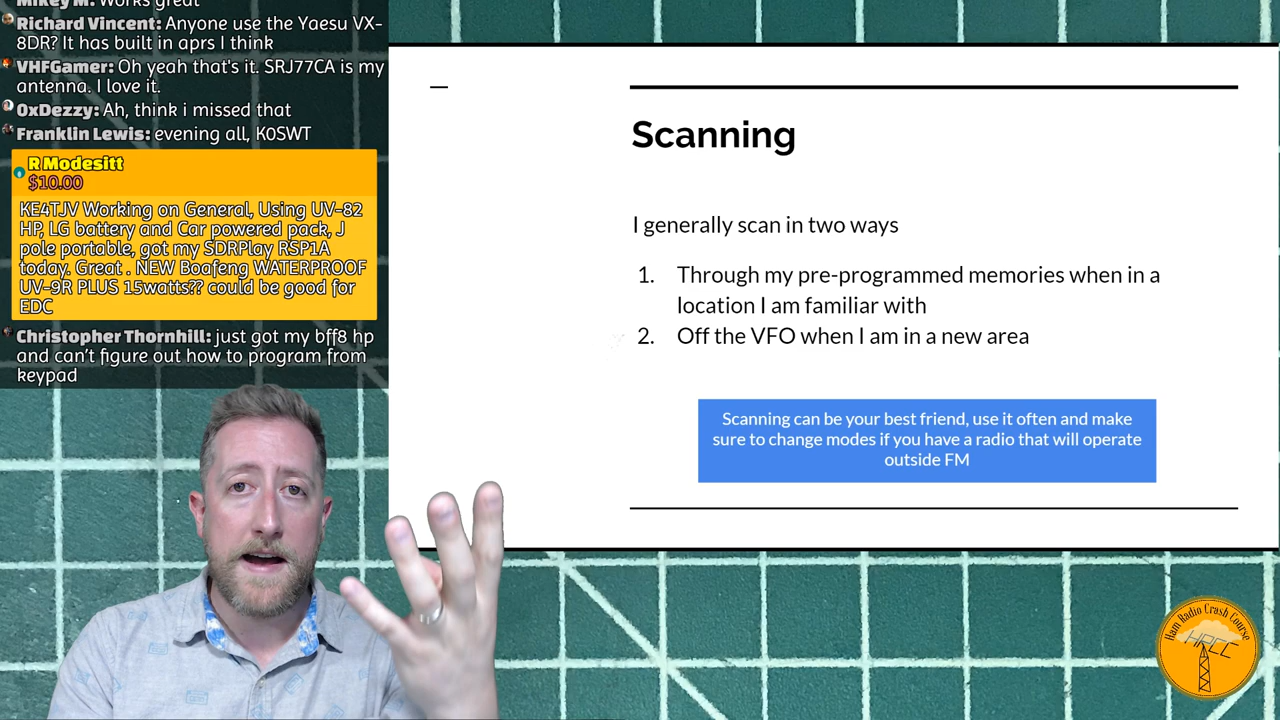 Mikey M: Works great
Richard Vincent: Anyone use the Yaesu VX-
8DR? It has built in aprs I think
VHFGamer: Oh yeah that's it. SRJ77CA is my
antenna. I love it.
0xDezzy: Ah, think i missed that
Franklin Lewis: evening all, K0SWT
R Modesitt
$10.00
KE4TJV Working on General, Using UV-82
HP, LG battery and Car powered pack, J
pole portable, got my SDRPlay RSP1A
today. Great . NEW Boafeng WATERPROOF
UV-9R PLUS 15watts?? could be good for
EDC
Christopher Thornhill: just got my bff8 hp
and can't figure out how to program from
keypad
Scanning
I generally scan in two ways
1. Through my pre-programmed memories when in a
location I am familiar with
2. Off the VFO when I am in a new area
Scanning can be your best friend, use it often and make
sure to change modes if you have a radio that will operate
outside FM
Ham Radio Crash Course
HRCC